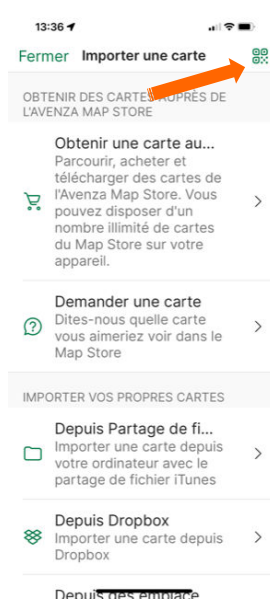 13:36
Fermer Importer une carte
OBTENIR DES CARTES AUPRÈS DE
L'AVENZA MAP STORE
Obtenir une carte au...
Parcourir, acheter et
télécharger des cartes de
l'Avenza Map Store. Vous
pouvez disposer d'un
nombre illimité de cartes
du Map Store sur votre
appareil.
Demander une carte
Dites-nous quelle carte
vous aimeriez voir dans le
Map Store
IMPORTER VOS PROPRES CARTES
Depuis Partage de fi...
Importer une carte depuis
votre ordinateur avec le
partage de fichier iTunes
Depuis Dropbox
Importer une carte depuis
Dropbox
Depuis des emplace